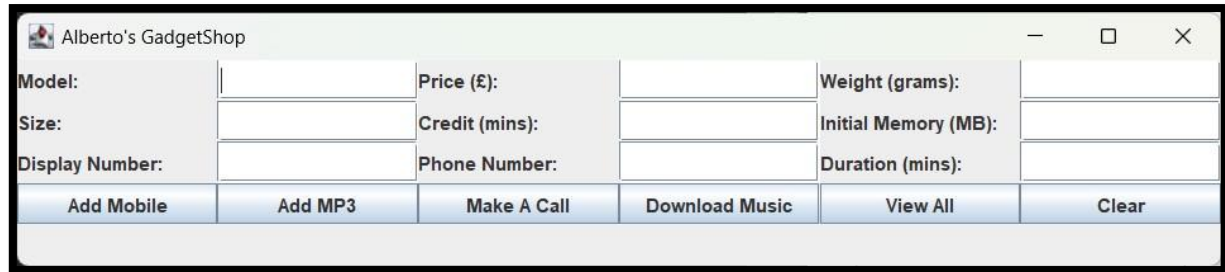 Alberto's GadgetShop
Model: Price (£): Weight (grams):
Size: Credit (mins): Initial Memory (MB):
Display Number: Phone Number: Duration (mins):
Add Mobile Add MP3 Make A Call Download Music View All Clear